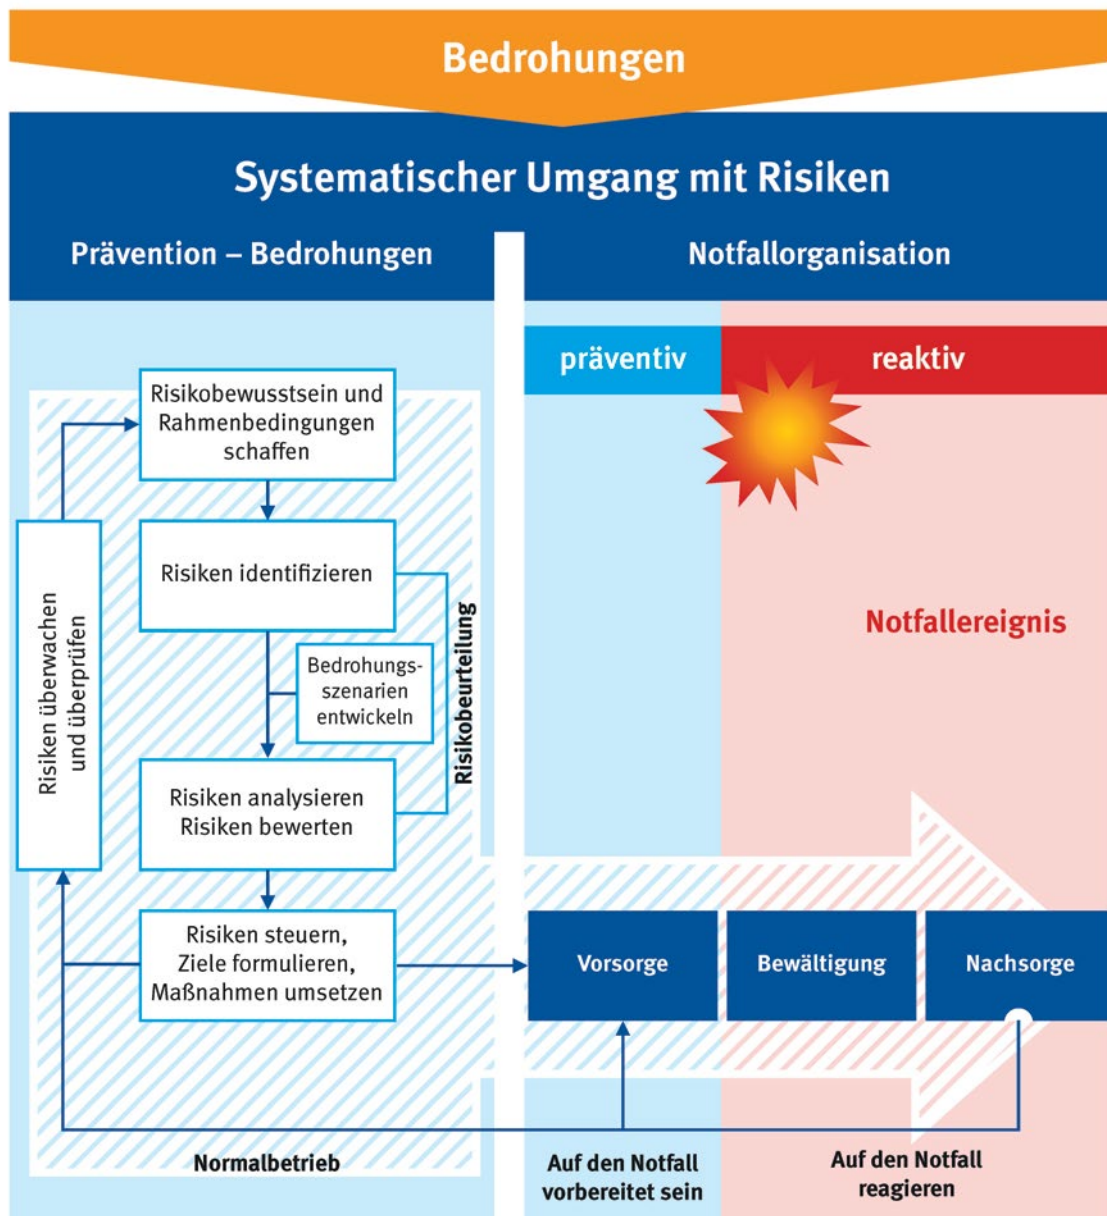 Bedrohungen
Systematischer Umgang mit Risiken
Prävention – Bedrohungen
Notfallorganisation
präventiv
reaktiv
Risikobewusstsein und
Rahmenbedingungen
schaffen
Risiken identifizieren
Bedrohungs-
szenarien
entwickeln
Risikobeurteilung
Risiken überwachen
und überprüfen
Risiken analysieren
Risiken bewerten
Risiken steuern,
Ziele formulieren,
Maßnahmen umsetzen
Notfallereignis
Vorsorge
Bewältigung
Nachsorge
Normalbetrieb
Auf den Notfall
vorbereitet sein
Auf den Notfall
reagieren